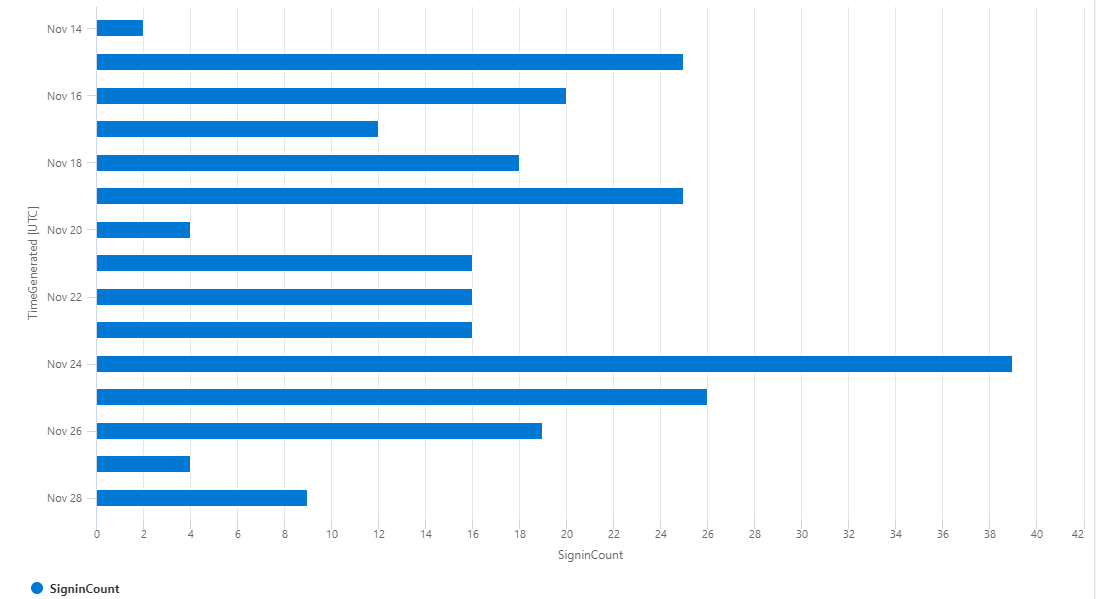 TimeGenerated [UTC]
Nov 14
Nov 16
Nov 18
Nov 20
Nov 22
Nov 24
Nov 26
Nov 28
0 2 4 6 8 10 12 14 16 18 20 22 24 26 28 30 32 34 36 38 40 42
SigninCount
SigninCount